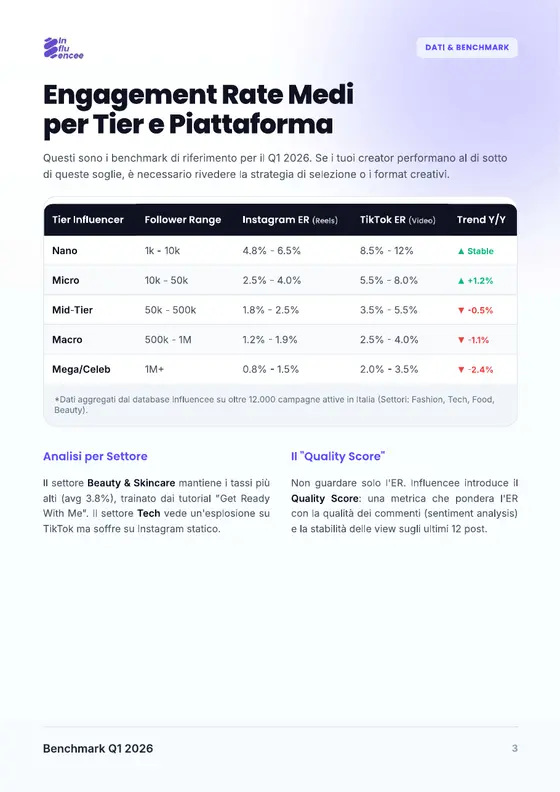 In
flu
encee
DATI & BENCHMARK
Engagement Rate Medi
per Tier e Piattaforma
Questi sono i benchmark di riferimento per il Q1 2026. Se i tuoi creator performano al di sotto
di queste soglie, è necessario rivedere la strategia di selezione o i format creativi.
Tier Influencer Follower Range Instagram ER (Reels) TikTok ER (Video) Trend Y/Y
Nano 1k - 10k 4.8% - 6.5% 8.5% - 12% ▲ Stable
Micro 10k - 50k 2.5% - 4.0% 5.5% - 8.0% ▲ +1.2%
Mid-Tier 50k - 500k 1.8% - 2.5% 3.5% - 5.5% ▼ -0.5%
Macro 500k - 1M 1.2% - 1.9% 2.5% - 4.0% ▼ -1.1%
Mega/Celeb 1M+ 0.8% - 1.5% 2.0% - 3.5% ▼ -2.4%
*Dati aggregati dal database Influencee su oltre 12.000 campagne attive in Italia (Settori: Fashion, Tech, Food,
Beauty).
Analisi per Settore
Il settore Beauty & Skincare mantiene i tassi più
alti (avg 3.8%), trainato dai tutorial "Get Ready
With Me". Il settore Tech vede un'esplosione su
TikTok ma soffre su Instagram statico.
Il "Quality Score"
Non guardare solo l'ER. Influencee introduce il
Quality Score: una metrica che pondera l'ER
con la qualità dei commenti (sentiment analysis)
e la stabilità delle view sugli ultimi 12 post.
Benchmark Q1 2026
3